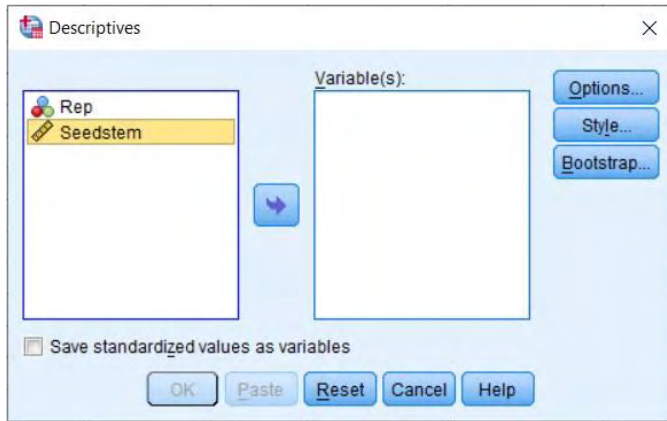 Descriptives
Variable(s):
Rep
Seedstem
Options...
Style...
Bootstrap...
Save standardized values as variables
OK Paste Reset Cancel Help